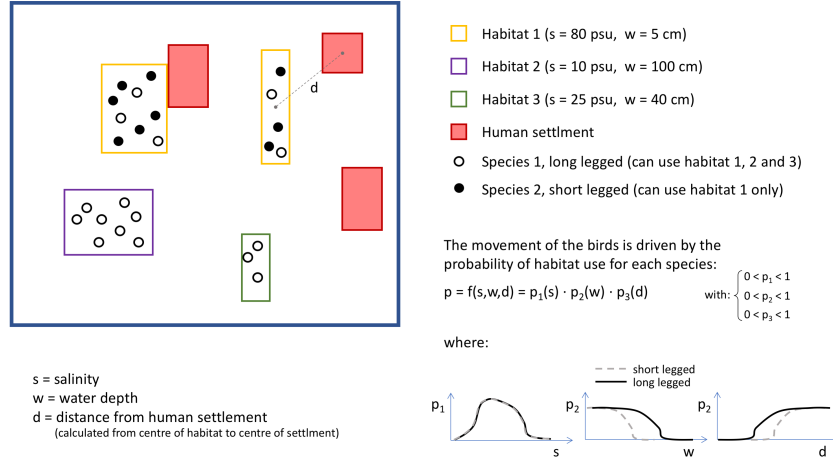 d
Habitat 1 (s = 80 psu, w = 5 cm)
Habitat 2 (s = 10 psu, w = 100 cm)
Habitat 3 (s = 25 psu, w = 40 cm)
Human settlment
Species 1, long legged (can use habitat 1, 2 and 3)
Species 2, short legged (can use habitat 1 only)
The movement of the birds is driven by the
probability of habitat use for each species:
p = f(s,w,d) = p₁(s) · p₂(w) · p₃(d)
with:
0 < p₁ < 1
0 < p₂ < 1
0 < p₃ < 1
where:
s = salinity
w = water depth
d = distance from human settlement
(calculated from centre of habitat to centre of settlment)
short legged
long legged
p₁
s
p₂
w
p₂
d